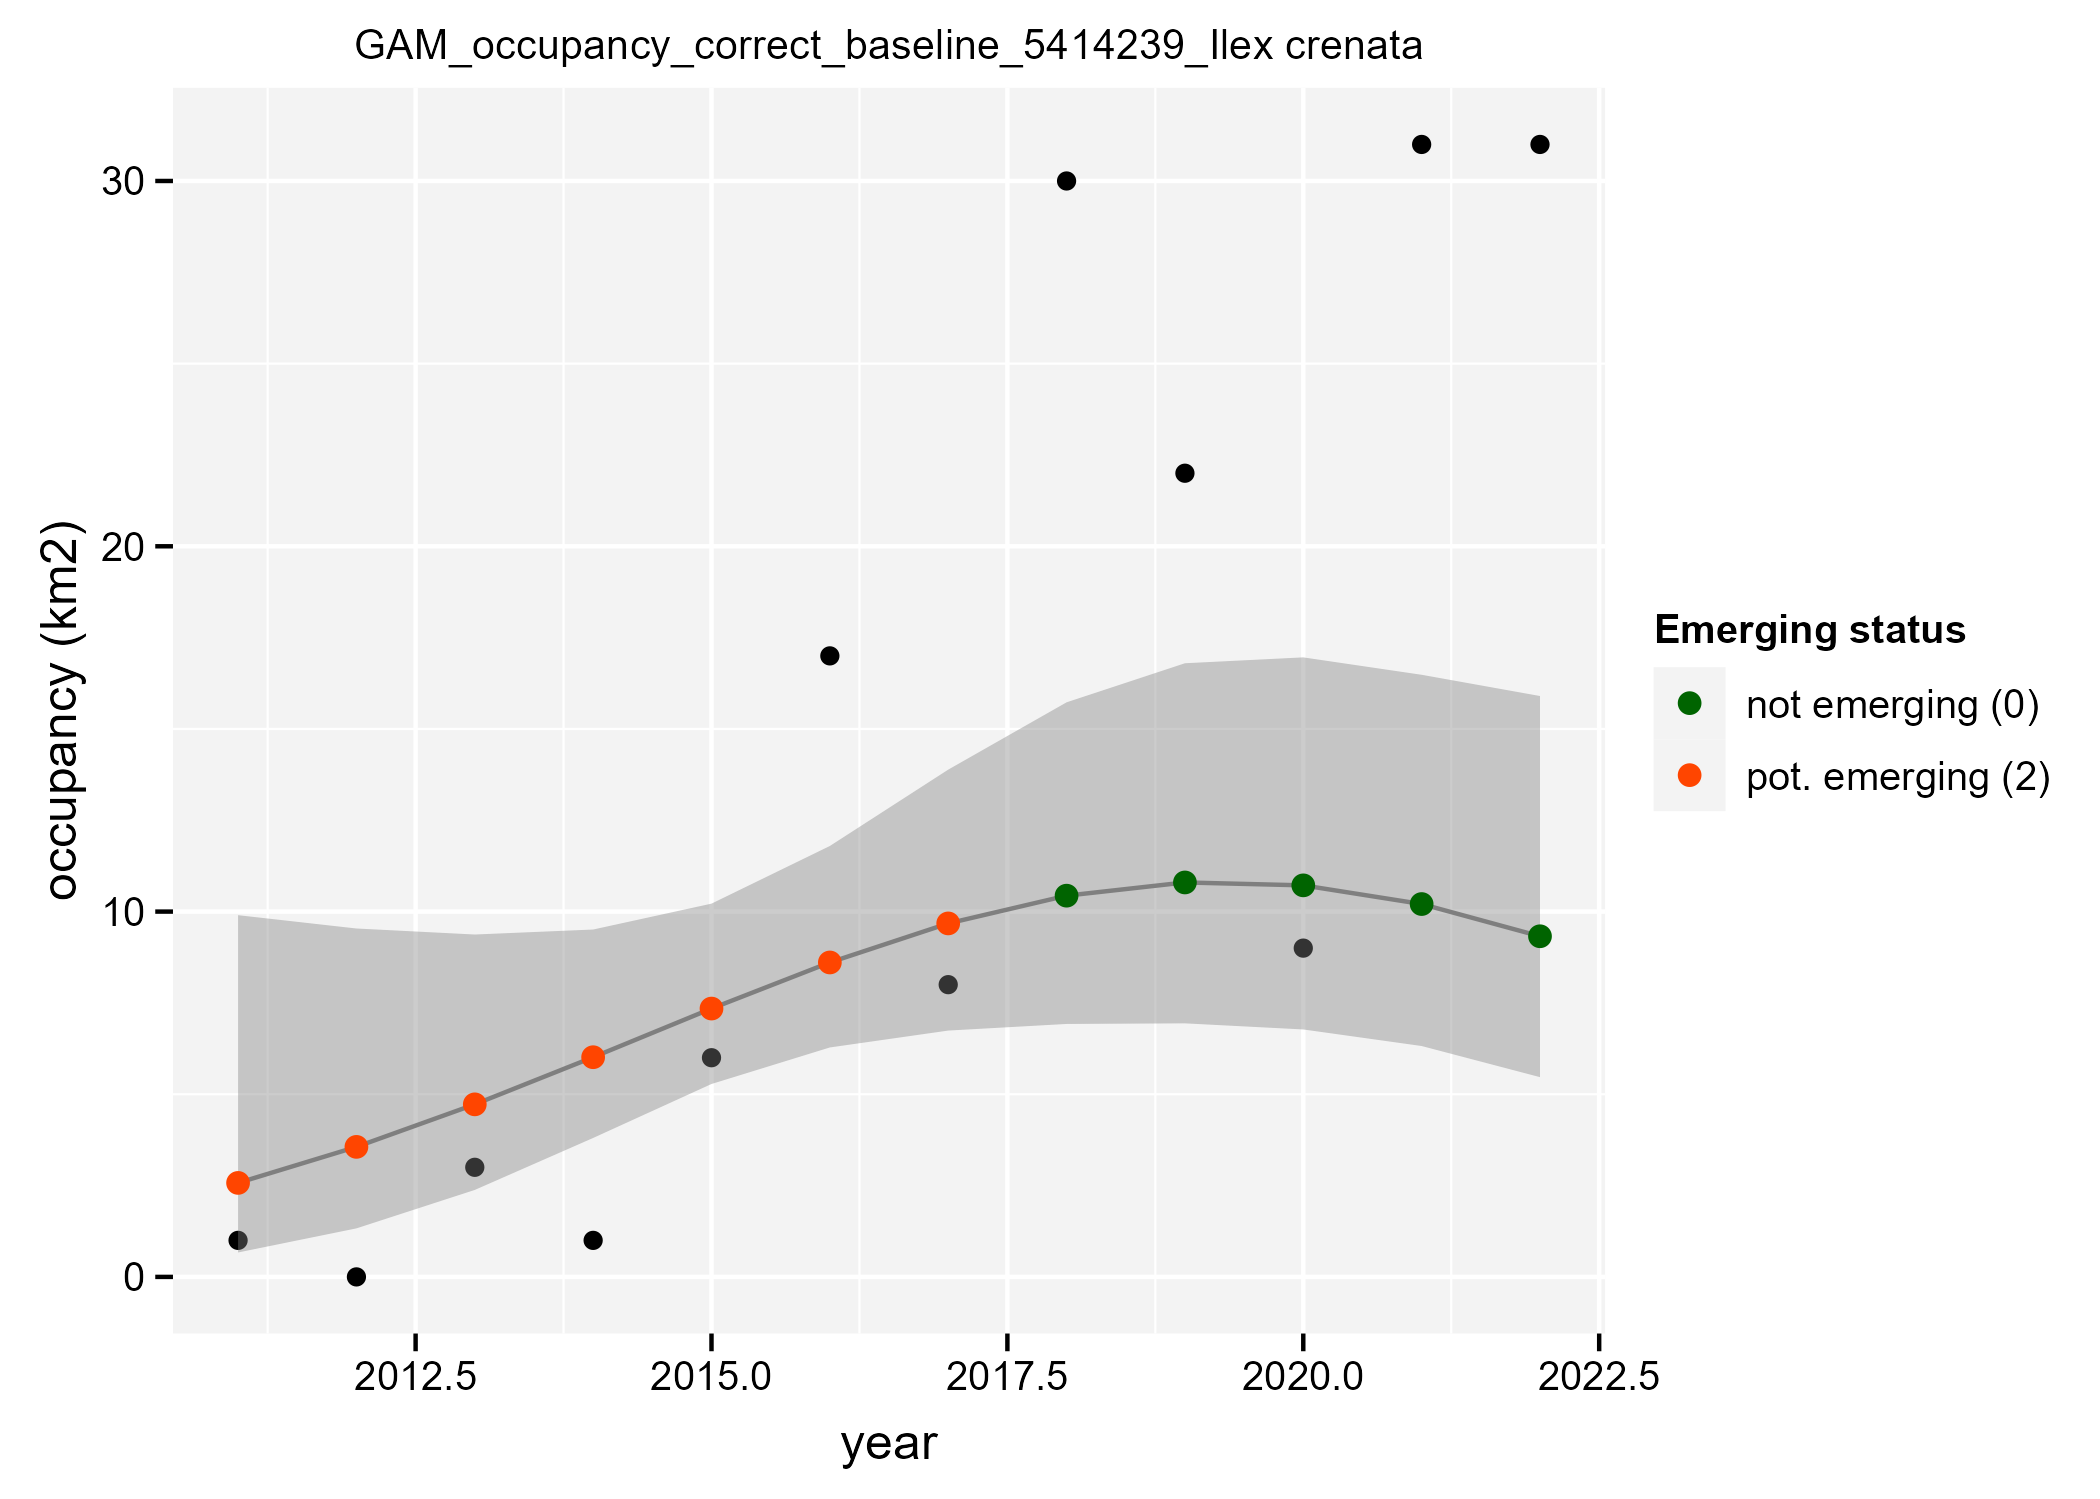 GAM_occupancy_correct_baseline_5414239_Ilex crenata
30
20
10
0
occupancy (km2)
2012.5 2015.0 2017.5 2020.0 2022.5
year
Emerging status
not emerging (0)
pot. emerging (2)